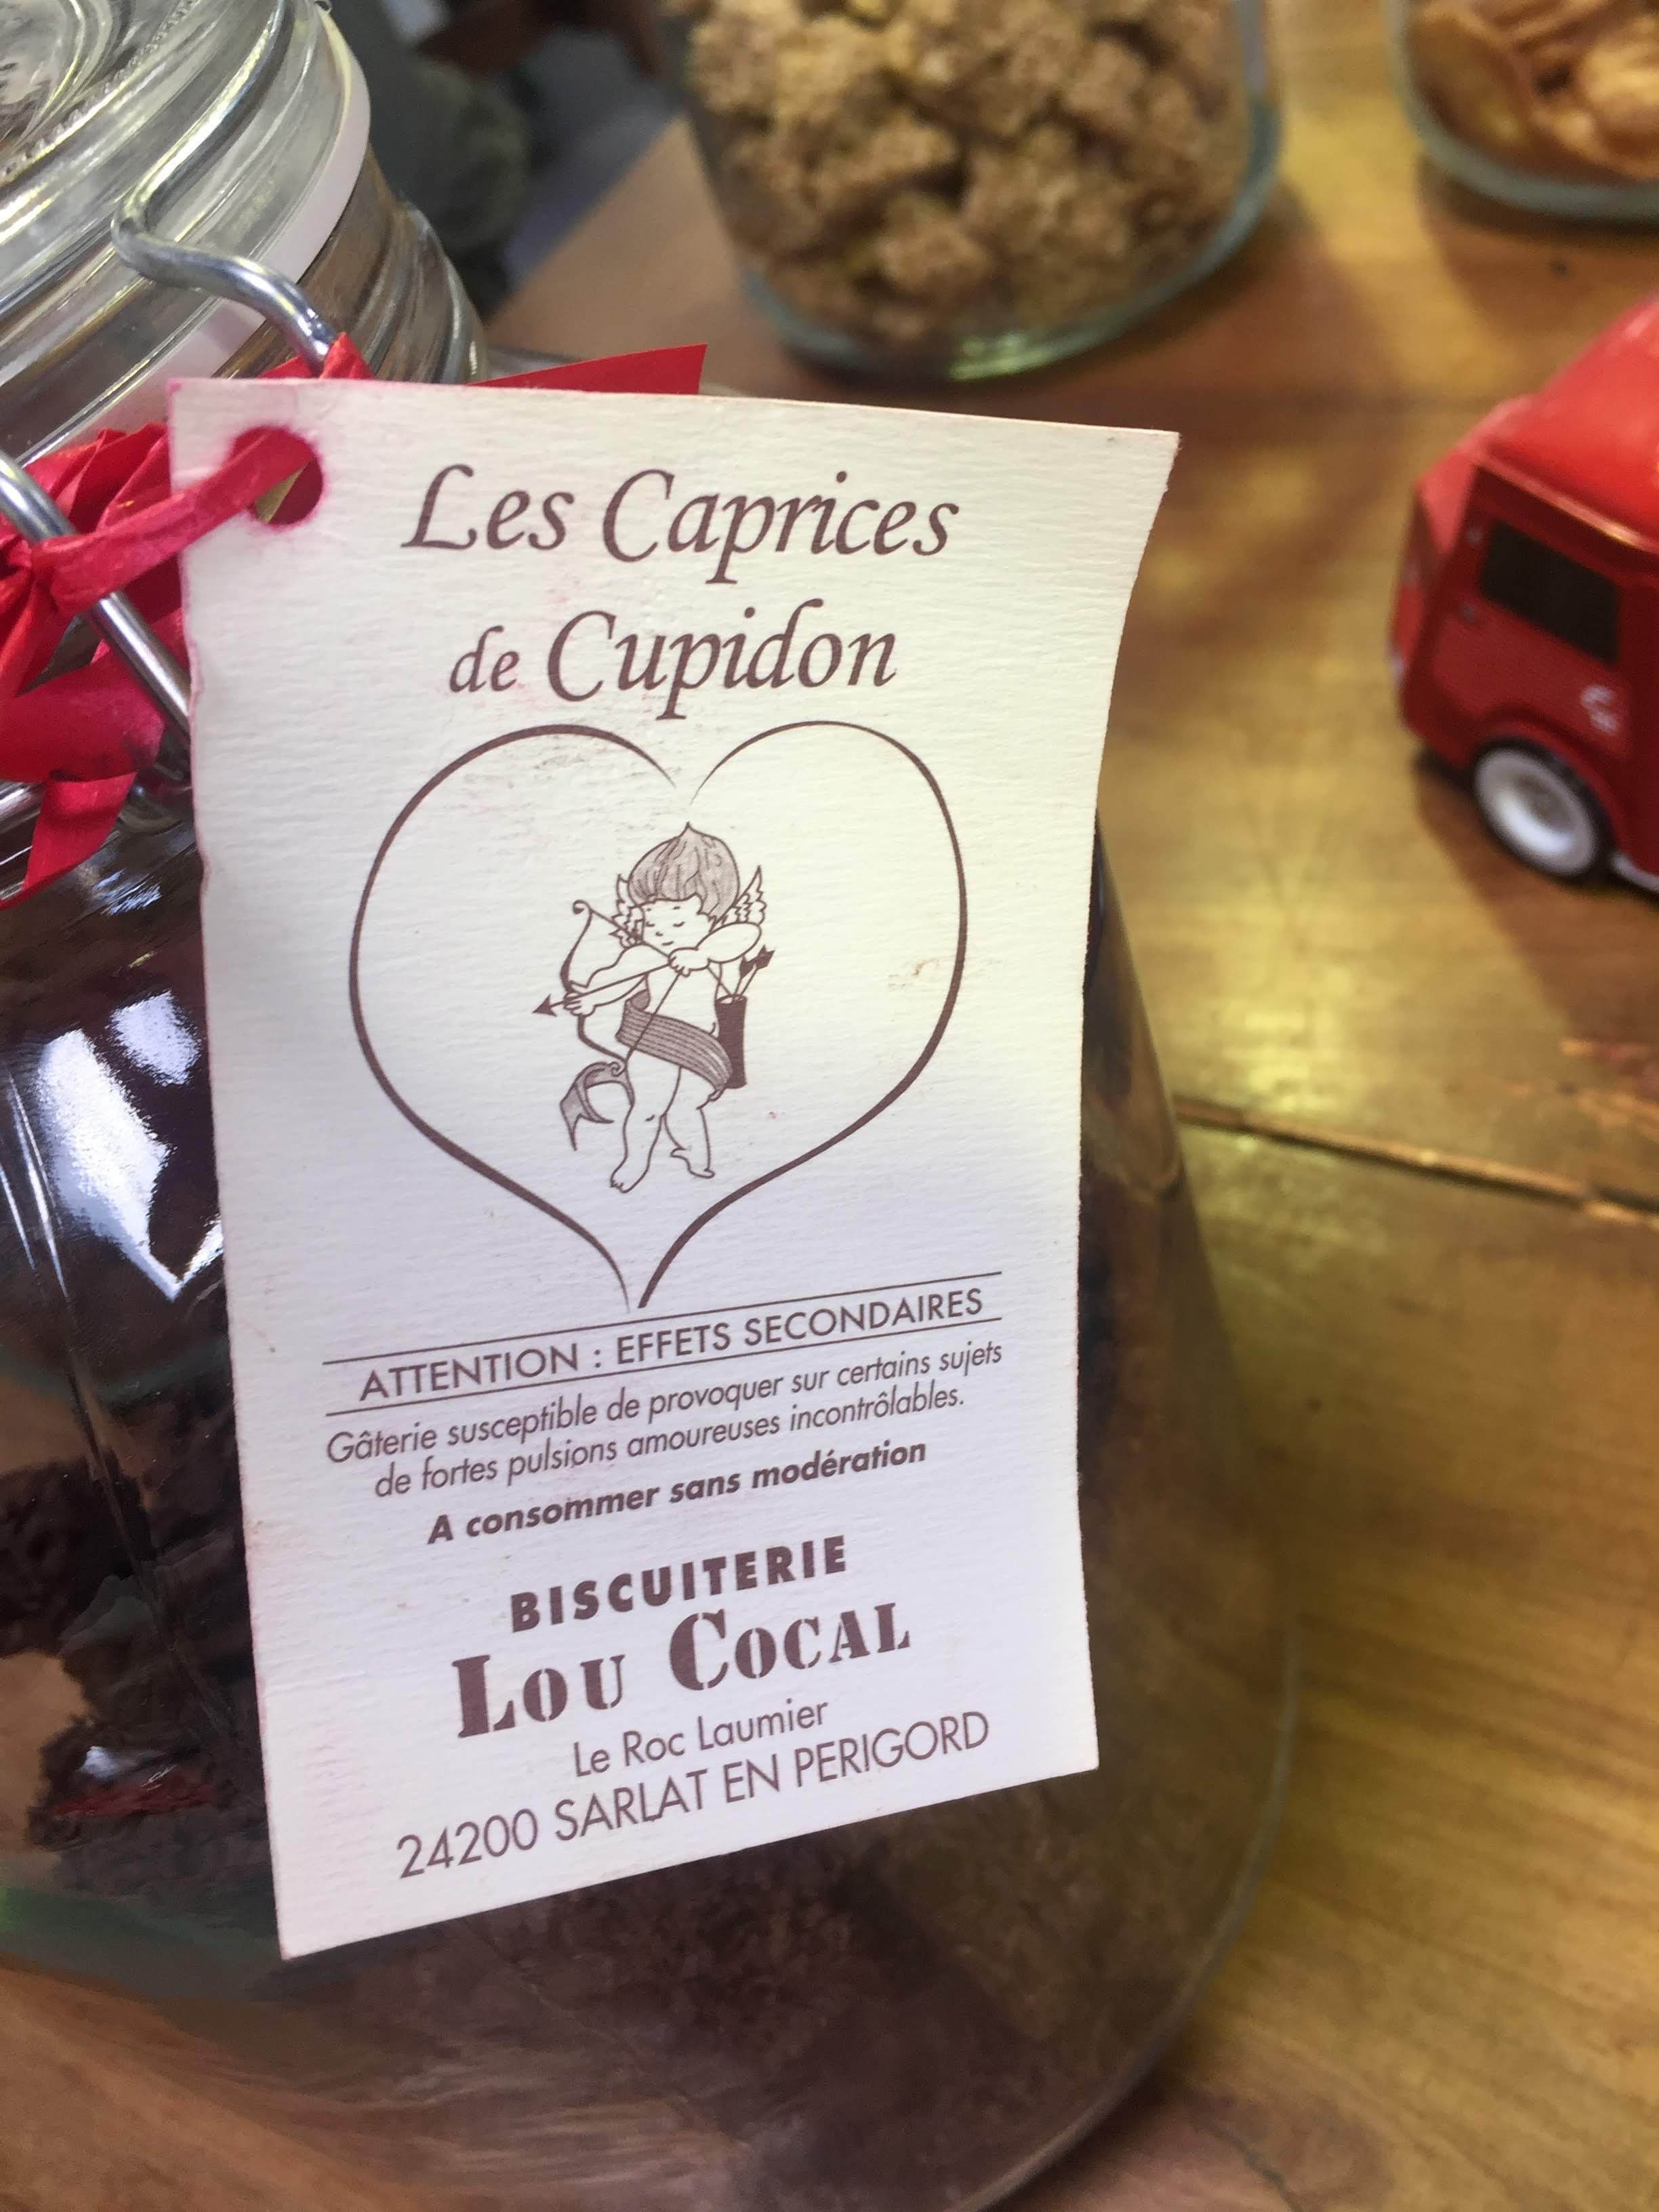 Les Caprices
de Cupidon
ATTENTION : EFFETS SECONDAIRES
Gâterie susceptible de provoquer sur certains sujets
de fortes pulsions amoureuses incontrôlables.
A consommer sans modération
BISCUITERIE
LOU COCAL
Le Roc Laumier
24200 SARLAT EN PERIGORD